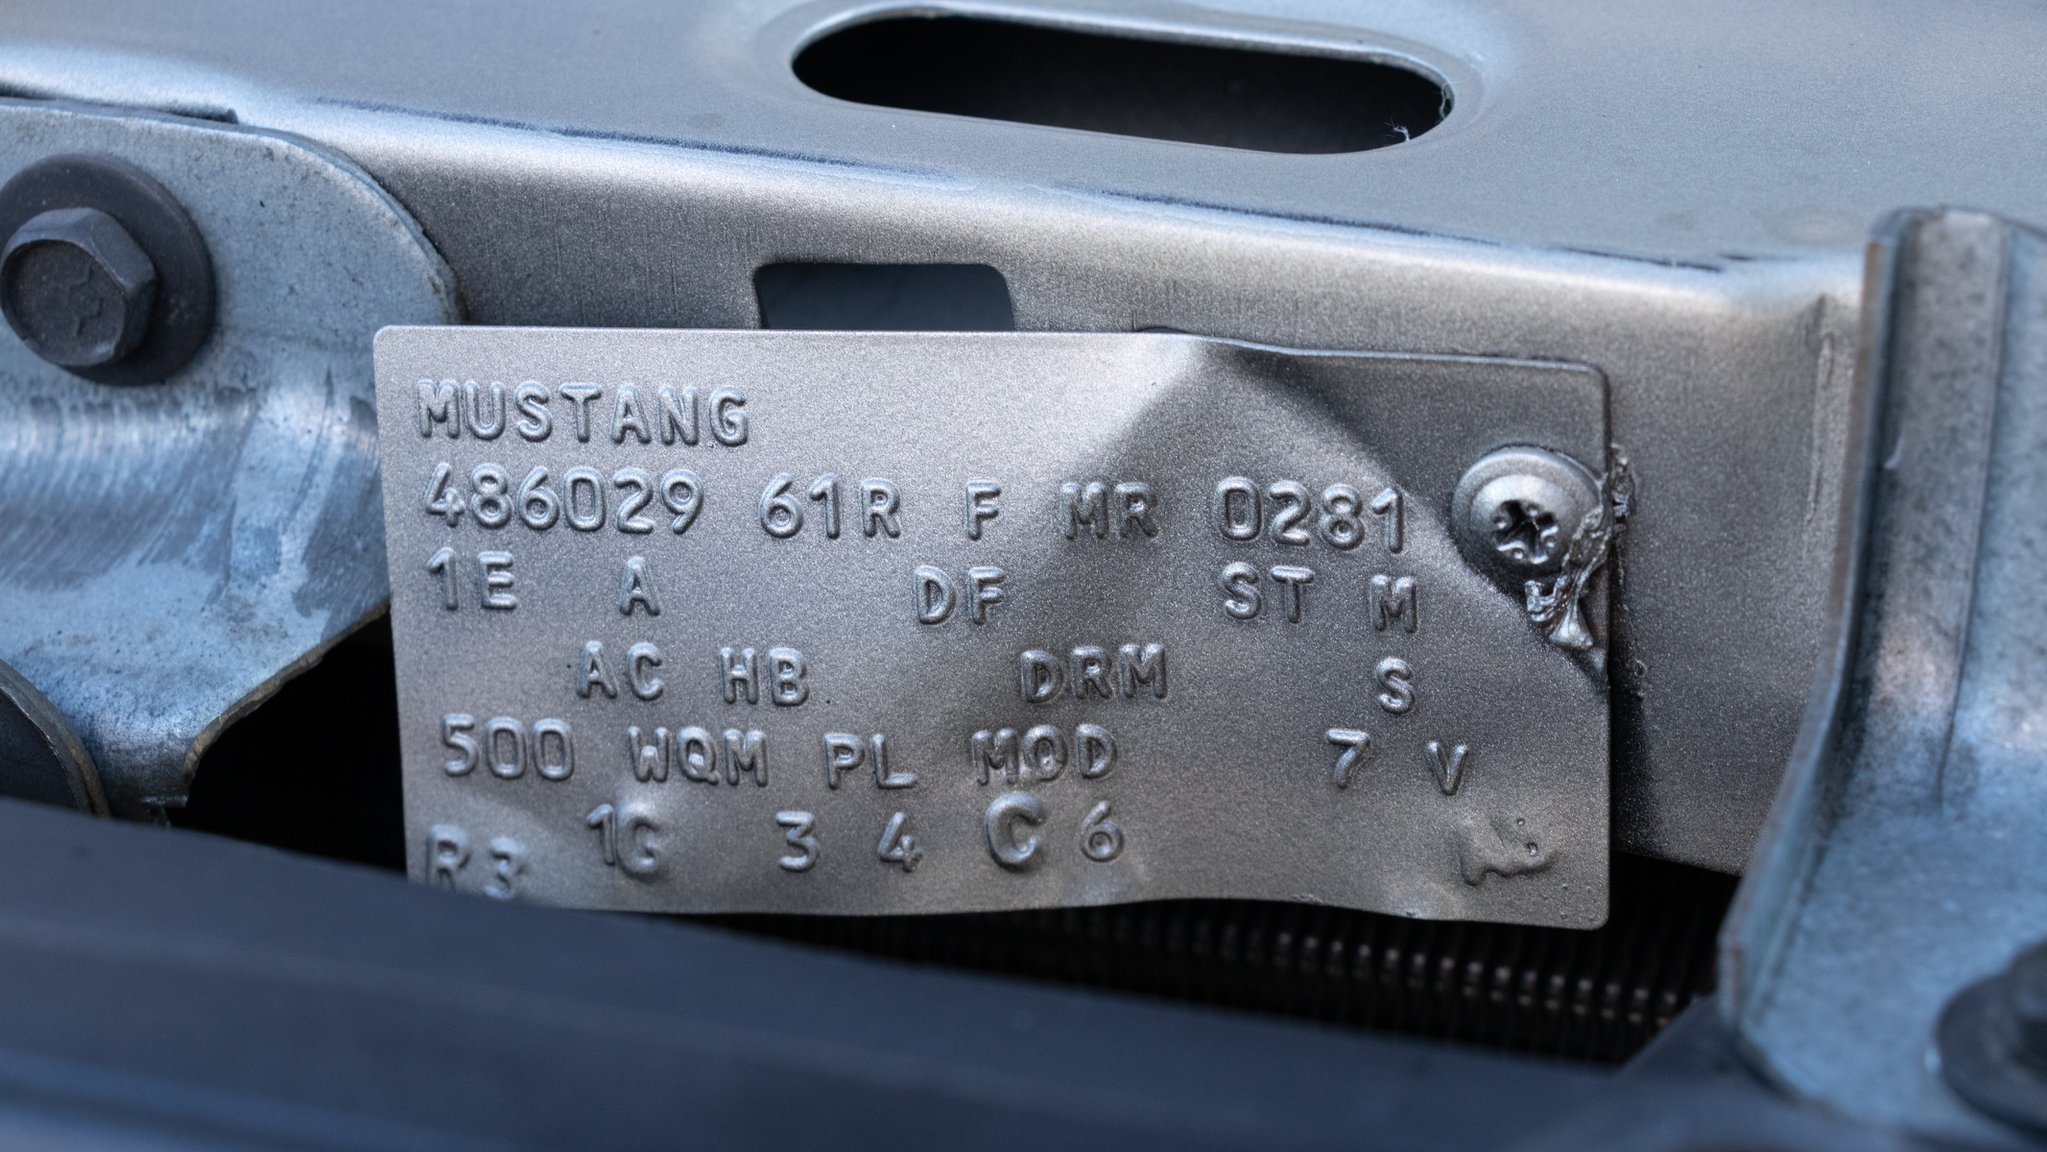 MUSTANG
486029 61R F MR 0281
1E A DF ST M
AC HB DRM S
500 WQM PL MOD 7 V
R3 1G 3 4 C 6